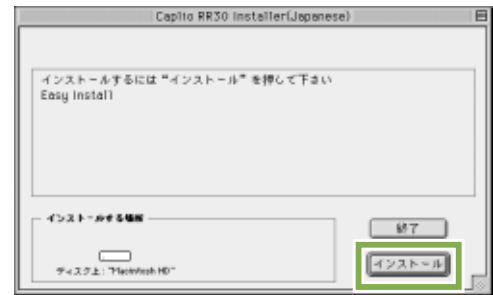 Caplio RR30 Installer(Japanese)
インストールするには “インストール” を押して下さい
Easy Install
インストールする場所
ディスク上: "Macintosh HD"
終了
インストール